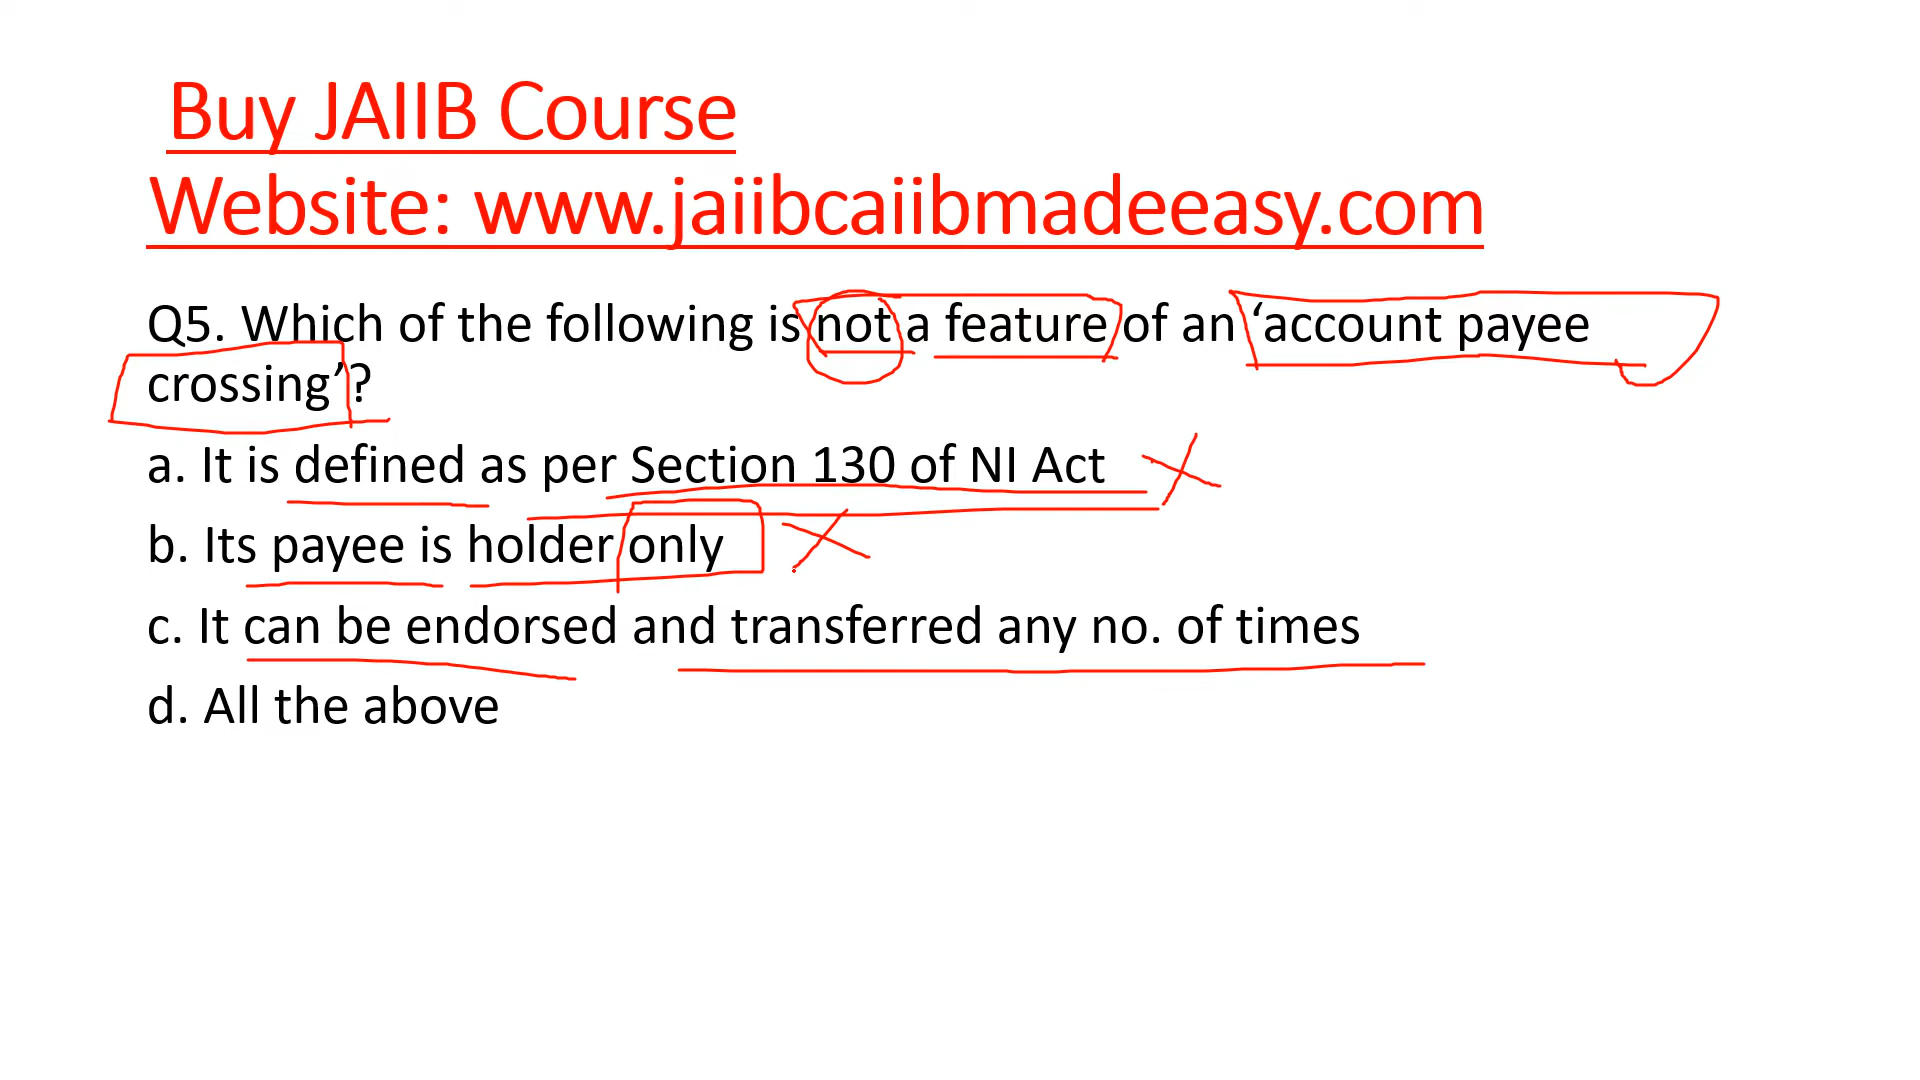 Buy JAIIB Course
Website: www.jaiibcaiibmadeeasy.com
Q5. Which of the following is not a feature of an ‘account payee
crossing’?
a. It is defined as per Section 130 of NI Act
b. Its payee is holder only
c. It can be endorsed and transferred any no. of times
d. All the above